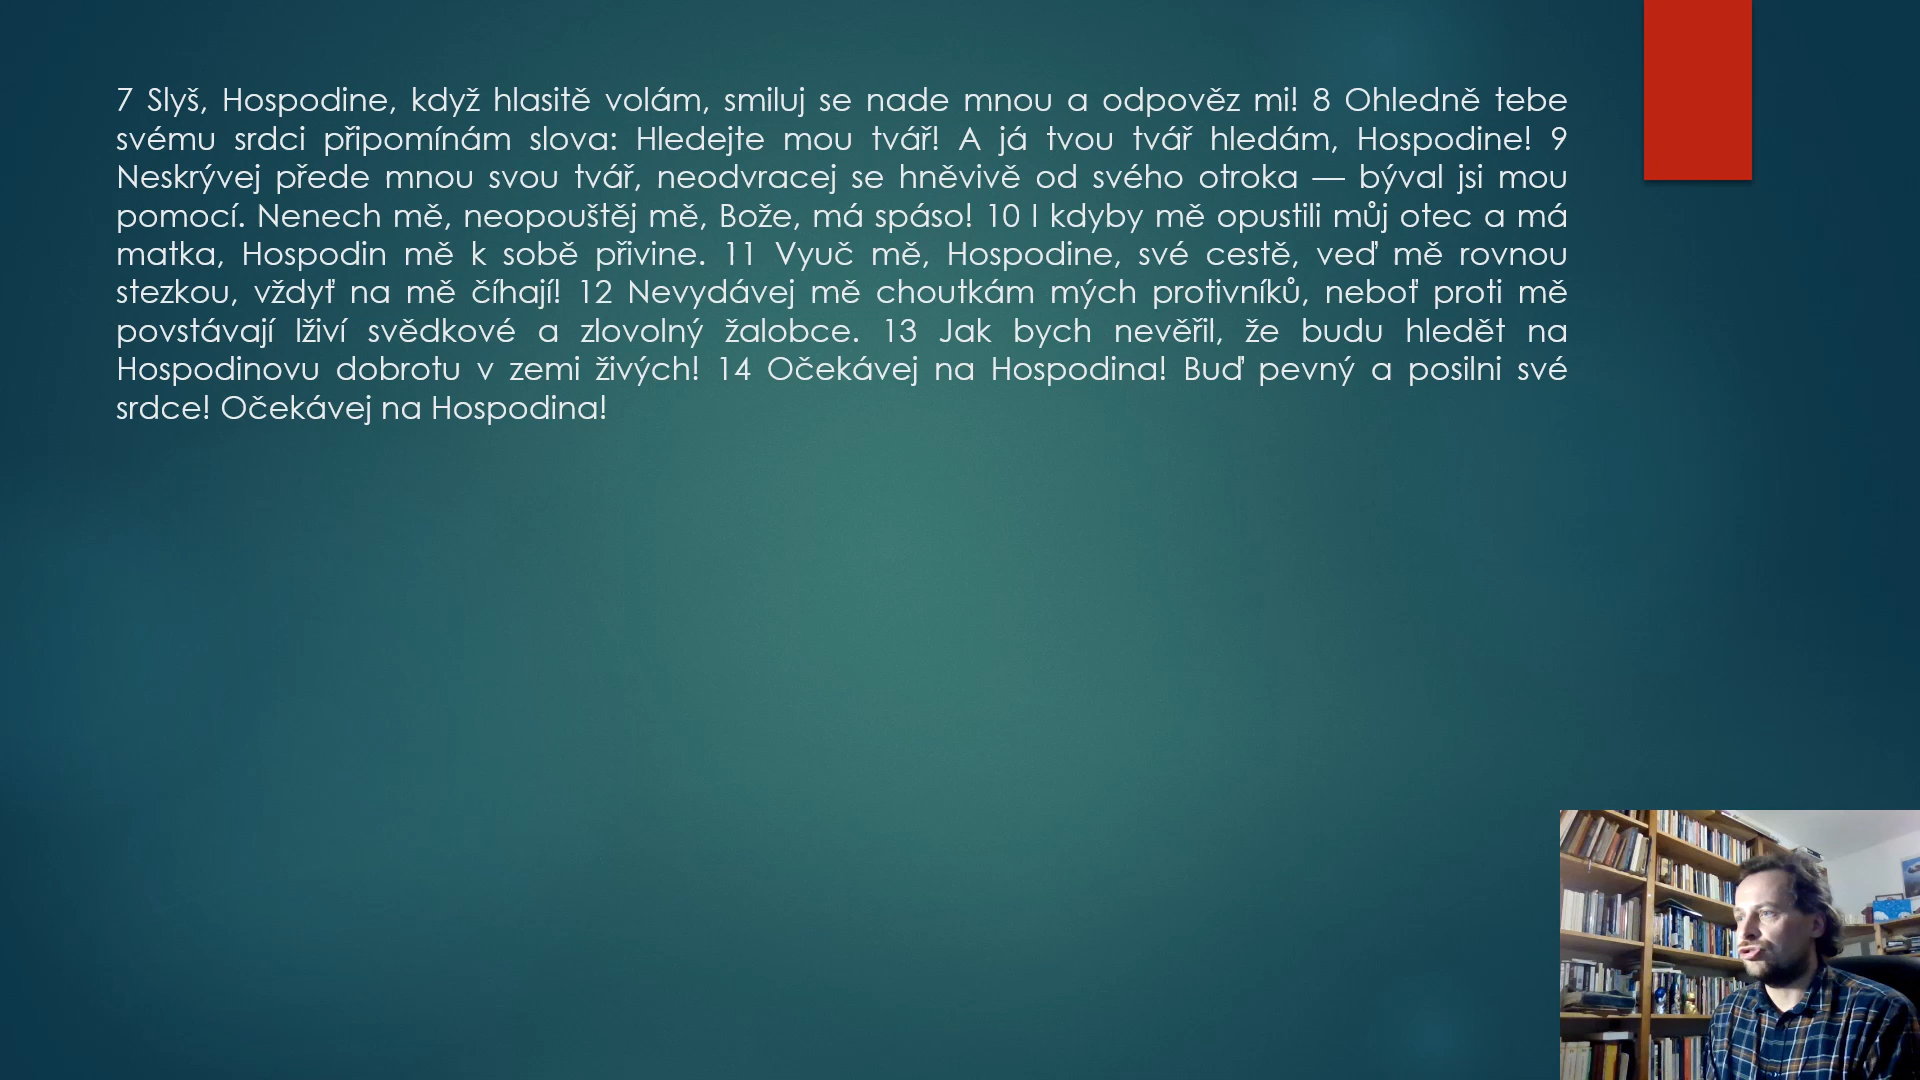 7 Slyš, Hospodine, když hlasitě volám, smiluj se nade mnou a odpověz mi! 8 Ohledně tebe
svému srdci připomínám slova: Hledejte mou tvář! A já tvou tvář hledám, Hospodine! 9
Neskrývej přede mnou svou tvář, neodvracej se hněvivě od svého otroka — býval jsi mou
pomocí. Nenech mě, neopouštěj mě, Bože, má spáso! 10 I kdyby mě opustili můj otec a má
matka, Hospodin mě k sobě přivine. 11 Vyuč mě, Hospodine, své cestě, veď mě rovnou
stezkou, vždyť na mě číhají! 12 Nevydávej mě choutkám mých protivníků, neboť proti mě
povstávají lživí svědkové a zlovolný žalobce. 13 Jak bych nevěřil, že budu hledět na
Hospodinovu dobrotu v zemi živých! 14 Očekávej na Hospodina! Buď pevný a posilni své
srdce! Očekávej na Hospodina!